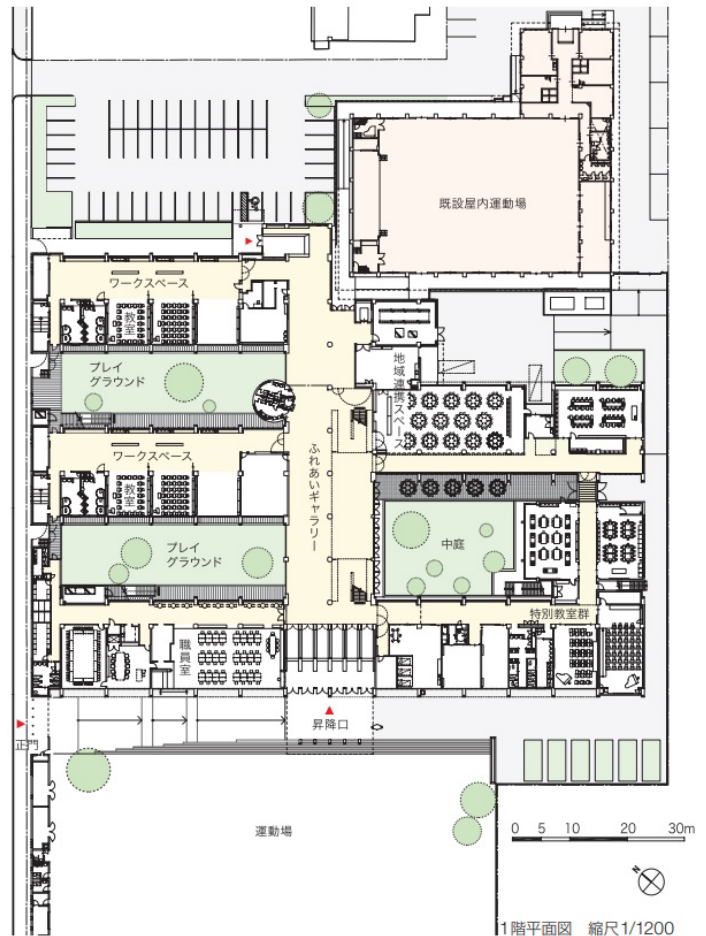 既設屋内運動場
ワークスペース
教室
プレイ
グラウンド
地域連携スペース
ワークスペース
ふれあいギャラリー
教室
プレイ
グラウンド
中庭
特別教室群
職員室
昇降口
正門
運動場
0 5 10 20 30m
N
1階平面図 縮尺1/1200